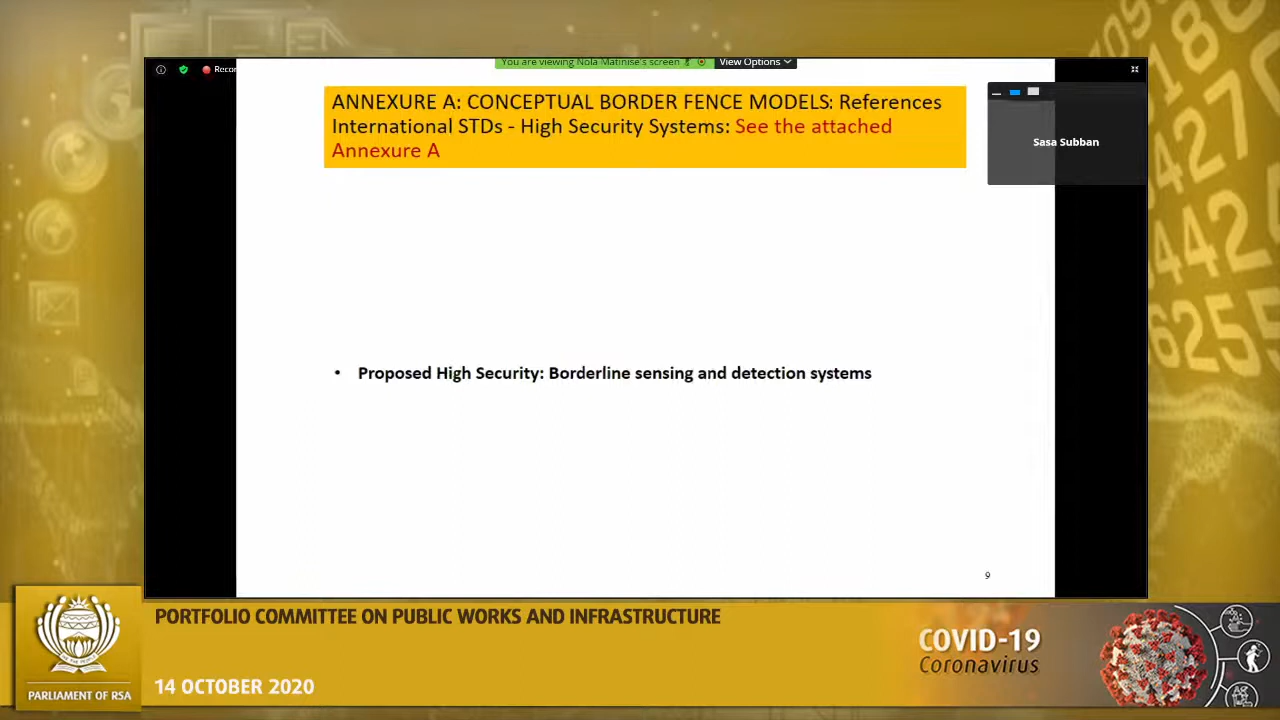 Recor
You are viewing Nola Matinise's screen
View Options
ANNEXURE A: CONCEPTUAL BORDER FENCE MODELS: References
International STDs - High Security Systems: See the attached
Annexure A
Sasa Subban
• Proposed High Security: Borderline sensing and detection systems
9
PORTFOLIO COMMITTEE ON PUBLIC WORKS AND INFRASTRUCTURE
COVID-19
Coronavirus
14 OCTOBER 2020
PARLIAMENT OF RSA